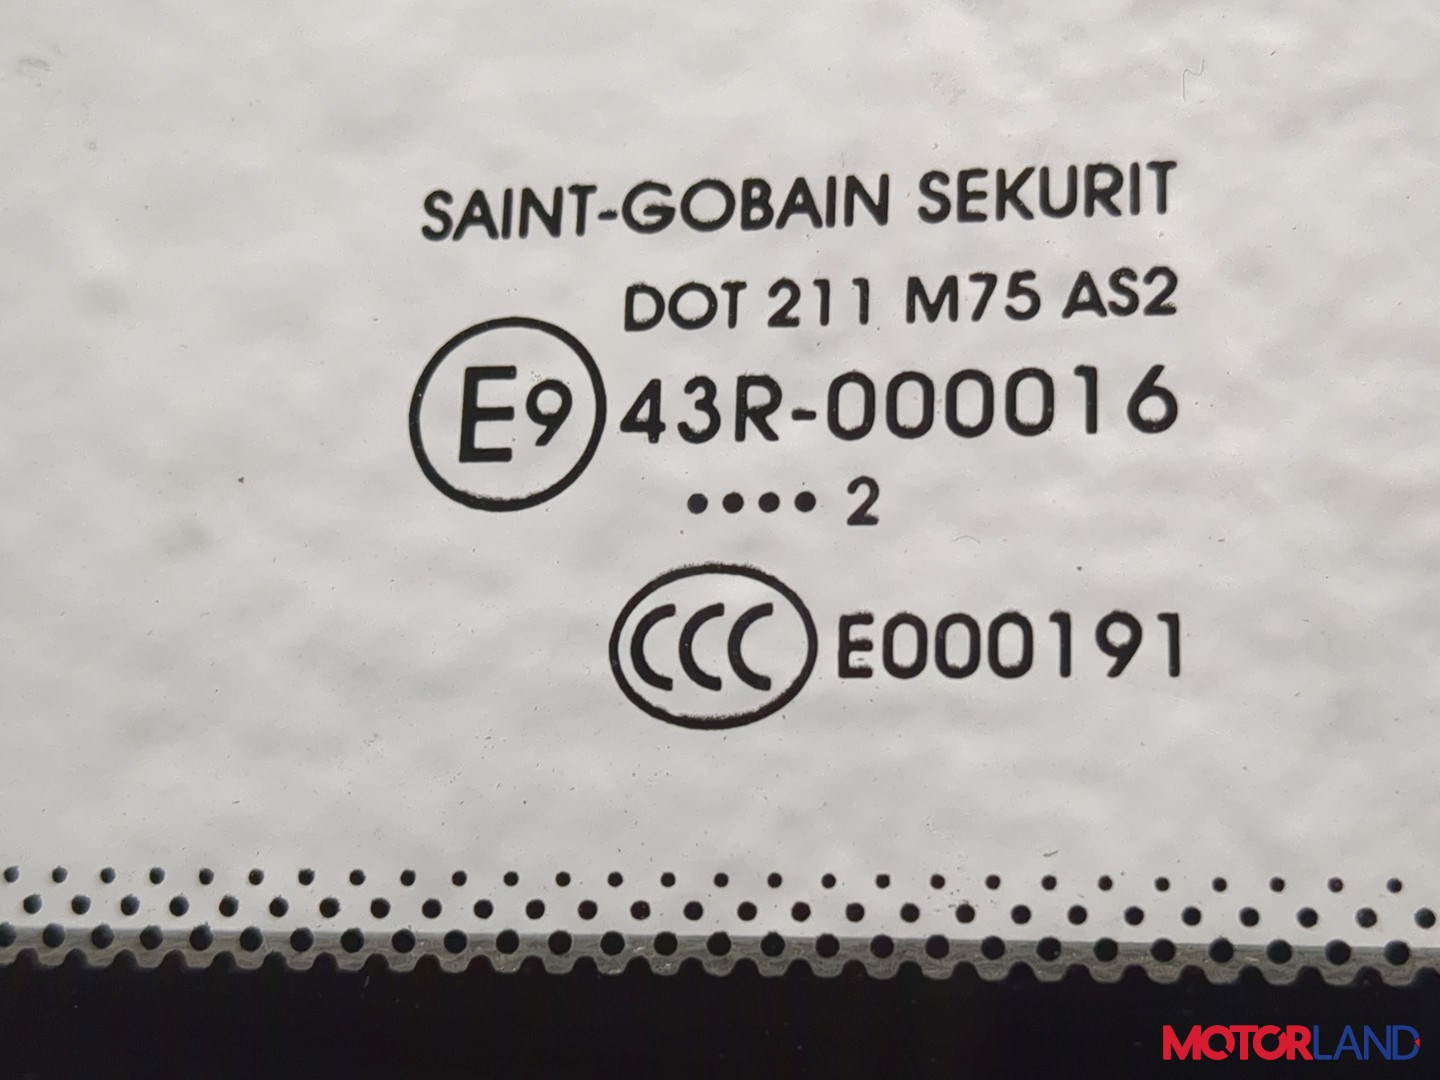 SAINT-GOBAIN SEKURIT
DOT 211 M75 AS2
E9 43R-000016
•••• 2
CCC E000191
MOTORLAND